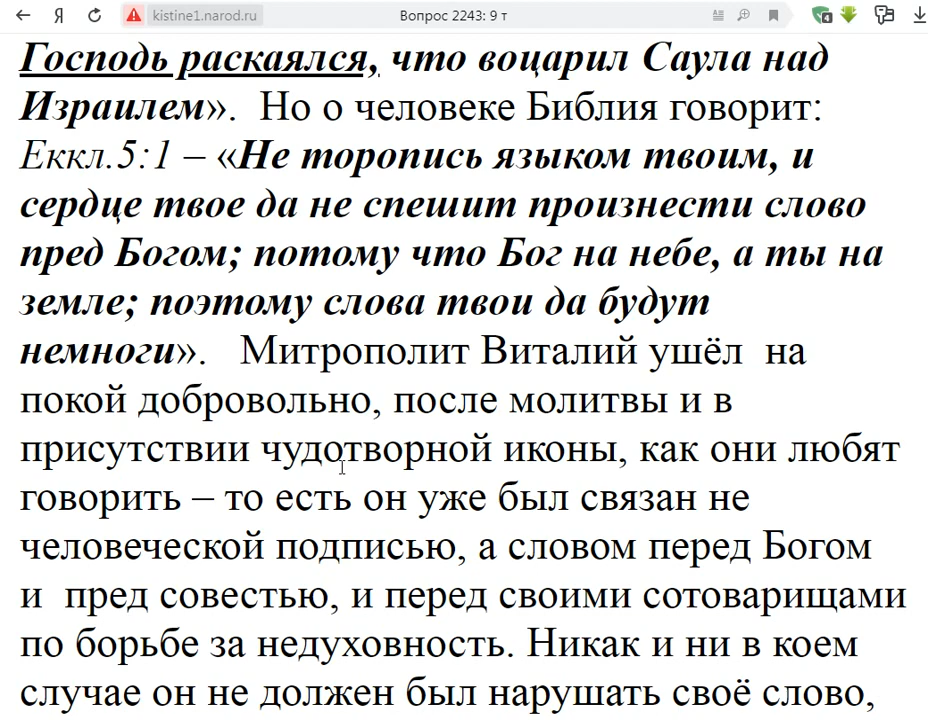 kistine1.narod.ru Вопрос 2243: 9 т 4
Господь раскаялся, что воцарил Саула над
Израилем». Но о человеке Библия говорит:
Еккл.5:1 – «Не торопись языком твоим, и
сердце твое да не спешит произнести слово
пред Богом; потому что Бог на небе, а ты на
земле; поэтому слова твои да будут
немноги». Митрополит Виталий ушёл на
покой добровольно, после молитвы и в
присутствии чудотворной иконы, как они любят
говорить – то есть он уже был связан не
человеческой подписью, а словом перед Богом
и пред совестью, и перед своими сотоварищами
по борьбе за недуховность. Никак и ни в коем
случае он не должен был нарушать своё слово,